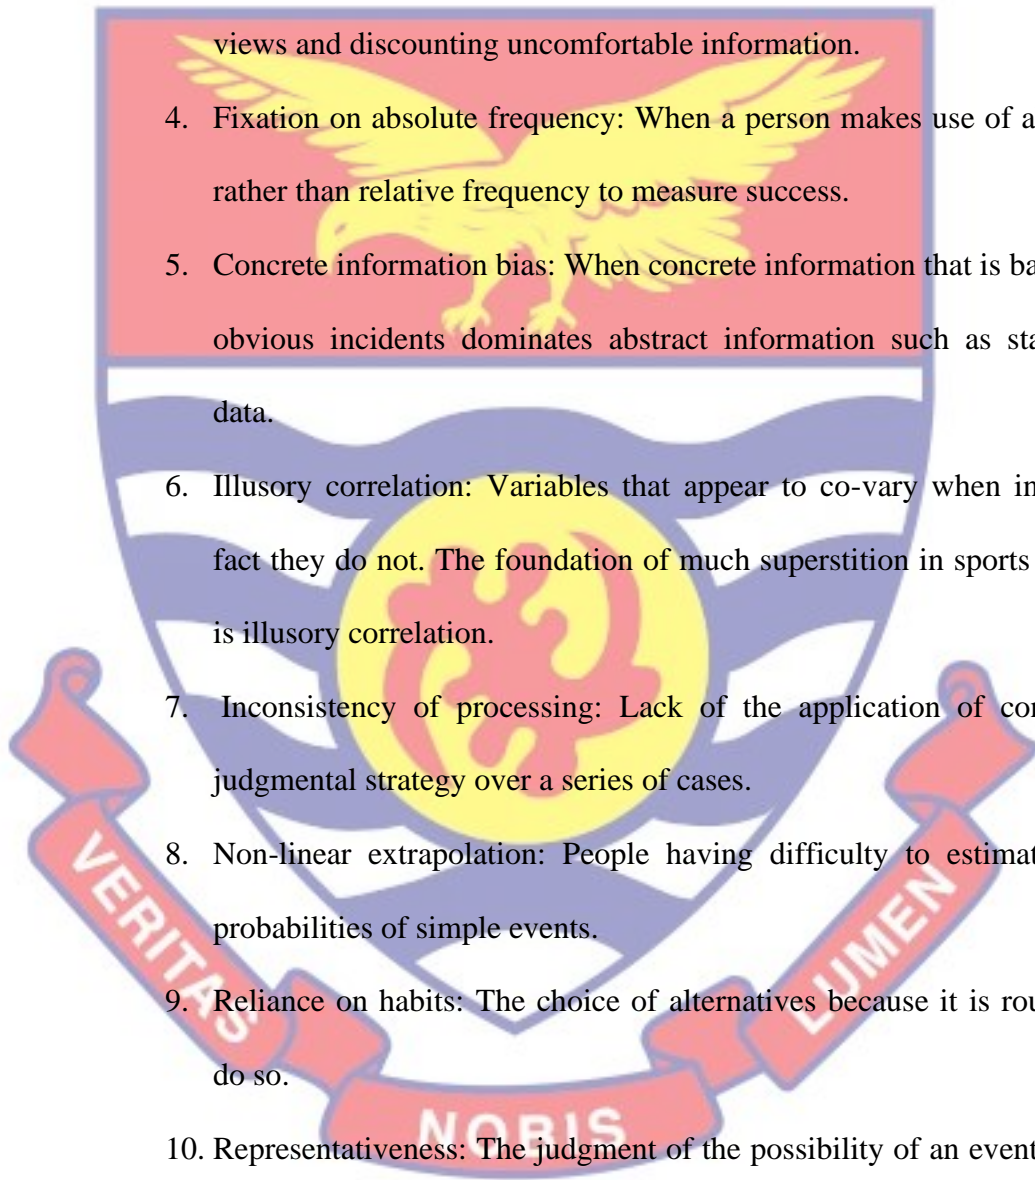 views and discounting uncomfortable information.
4. Fixation on absolute frequency: When a person makes use of a
rather than relative frequency to measure success.
5. Concrete information bias: When concrete information that is ba
obvious incidents dominates abstract information such as sta
data.
6. Illusory correlation: Variables that appear to co-vary when in
fact they do not. The foundation of much superstition in sports
is illusory correlation.
7. Inconsistency of processing: Lack of the application of con
judgmental strategy over a series of cases.
8. Non-linear extrapolation: People having difficulty to estimat
probabilities of simple events.
9. Reliance on habits: The choice of alternatives because it is rou
do so.
10. Representativeness: The judgment of the possibility of an event
VERITAS
NOBIS
LUMEN